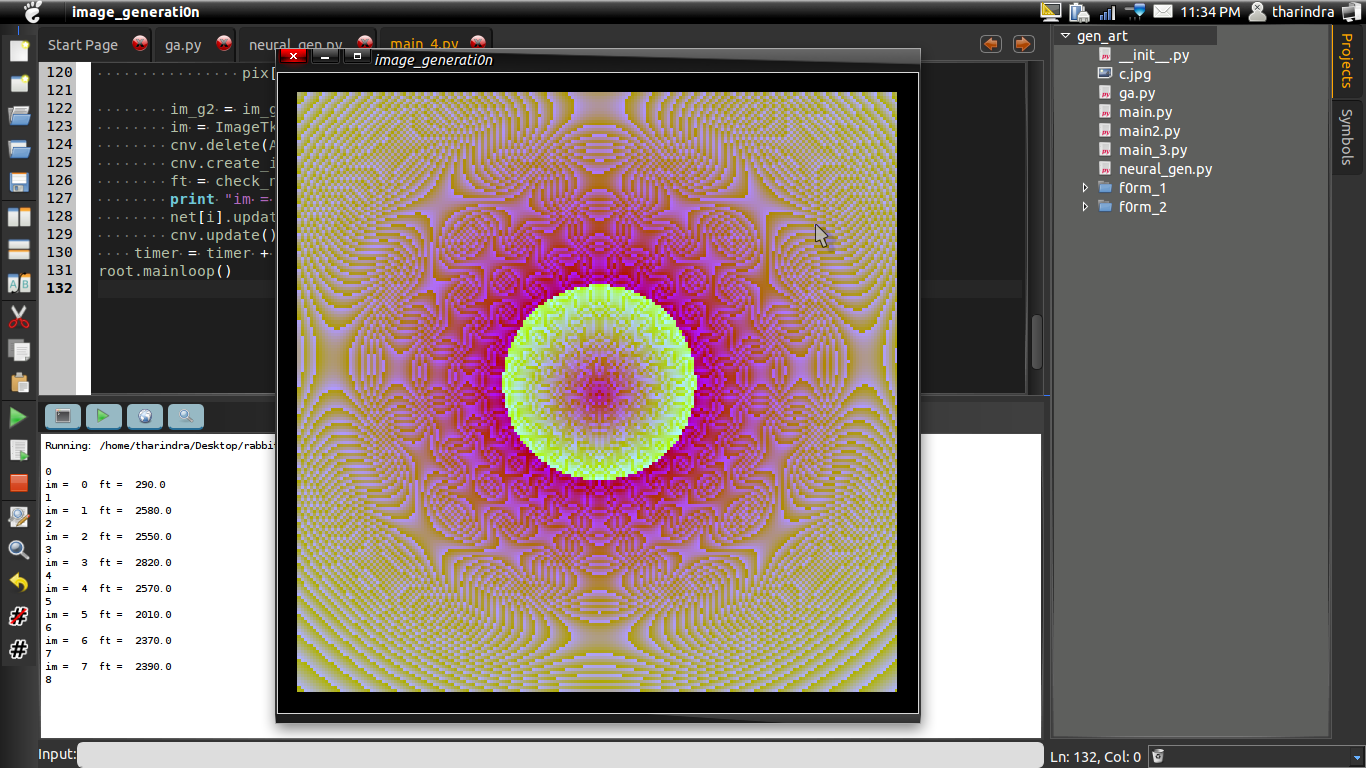 image_generati0n
11:34 PM tharindra
Start Page ga.py neural_gen.py main_4.py
image_generati0n
120 pix[
121
122 im_g2 = im_g
123 im = ImageTk
124 cnv.delete(A
125 cnv.create_i
126 ft = check_n
127 print "im =
128 net[i].updat
129 cnv.update()
130 timer = timer +
131 root.mainloop()
132
Running: /home/tharindra/Desktop/rabbi
0
im = 0 ft = 290.0
1
im = 1 ft = 2580.0
2
im = 2 ft = 2550.0
3
im = 3 ft = 2820.0
4
im = 4 ft = 2570.0
5
im = 5 ft = 2010.0
6
im = 6 ft = 2370.0
7
im = 7 ft = 2390.0
8
Input:
gen_art
__init__.py
c.jpg
ga.py
main.py
main2.py
main_3.py
neural_gen.py
f0rm_1
f0rm_2
Projects
Symbols
Ln: 132, Col: 0